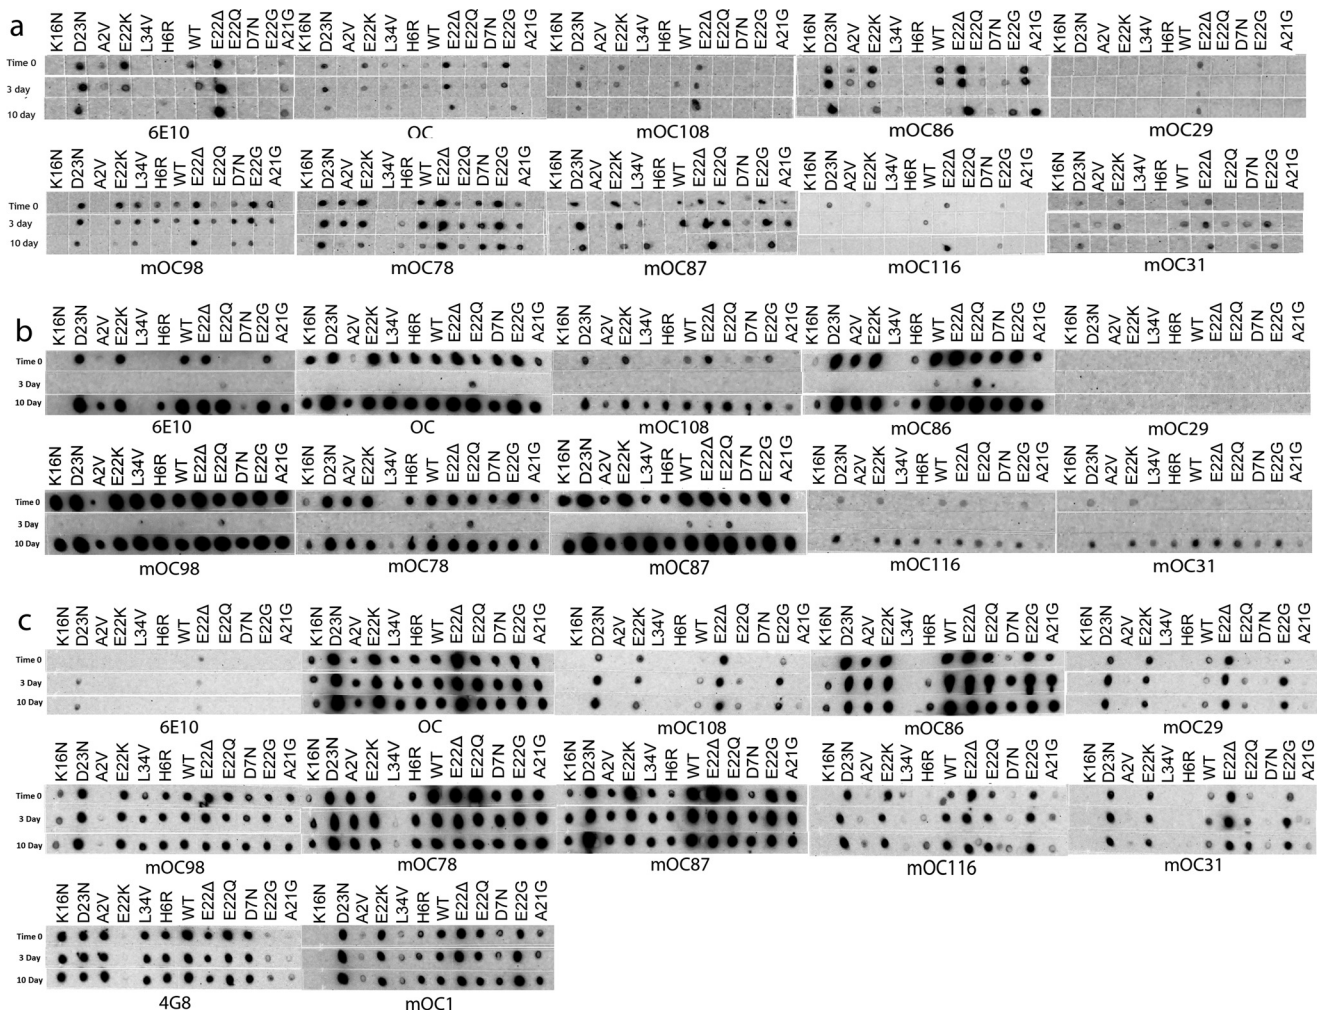 a
K16N D23N A2V E22K L34V H6R WT E22Δ E22Q D7N E22G A21G K16N D23N A2V E22K L34V H6R WT E22Δ E22Q D7N E22G A21G K16N D23N A2V E22K L34V H6R WT E22Δ E22Q D7N E22G A21G K16N D23N A2V E22K L34V H6R WT E22Δ E22Q D7N E22G A21G K16N D23N A2V E22K L34V H6R WT E22Δ E22Q D7N E22G A21G
Time 0
3 day
10 day
6E10 OC mOC108 mOC86 mOC29
K16N D23N A2V E22K L34V H6R WT E22Δ E22Q D7N E22G A21G K16N D23N A2V E22K L34V H6R WT E22Δ E22Q D7N E22G A21G K16N D23N A2V E22K L34V H6R WT E22Δ E22Q D7N E22G A21G K16N D23N A2V E22K L34V H6R WT E22Δ E22Q D7N E22G A21G K16N D23N A2V E22K L34V H6R WT E22Δ E22Q D7N E22G A21G
Time 0
3 day
10 day
mOC98 mOC78 mOC87 mOC116 mOC31
b
K16N D23N A2V E22K L34V H6R WT E22Δ E22Q D7N E22G A21G K16N D23N A2V E22K L34V H6R WT E22Δ E22Q D7N E22G A21G K16N D23N A2V E22K L34V H6R WT E22Δ E22Q D7N E22G A21G K16N D23N A2V E22K L34V H6R WT E22Δ E22Q D7N E22G A21G K16N D23N A2V E22K L34V H6R WT E22Δ E22Q D7N E22G A21G
Time 0
3 Day
10 Day
6E10 OC mOC108 mOC86 mOC29
K16N D23N A2V E22K L34V H6R WT E22Δ E22Q D7N E22G A21G K16N D23N A2V E22K L34V H6R WT E22Δ E22Q D7N E22G A21G K16N D23N A2V E22K L34V H6R WT E22Δ E22Q D7N E22G A21G K16N D23N A2V E22K L34V H6R WT E22Δ E22Q D7N E22G A21G K16N D23N A2V E22K L34V H6R WT E22Δ E22Q D7N E22G A21G
Time 0
3 Day
10 Day
mOC98 mOC78 mOC87 mOC116 mOC31
c
K16N D23N A2V E22K L34V H6R WT E22Δ E22Q D7N E22G A21G K16N D23N A2V E22K L34V H6R WT E22Δ E22Q D7N E22G A21G K16N D23N A2V E22K L34V H6R WT E22Δ E22Q D7N E22G A21G K16N D23N A2V E22K L34V H6R WT E22Δ E22Q D7N E22G A21G K16N D23N A2V E22K L34V H6R WT E22Δ E22Q D7N E22G A21G
Time 0
3 Day
10 Day
6E10 OC mOC108 mOC86 mOC29
K16N D23N A2V E22K L34V H6R WT E22Δ E22Q D7N E22G A21G K16N D23N A2V E22K L34V H6R WT E22Δ E22Q D7N E22G A21G K16N D23N A2V E22K L34V H6R WT E22Δ E22Q D7N E22G A21G K16N D23N A2V E22K L34V H6R WT E22Δ E22Q D7N E22G A21G K16N D23N A2V E22K L34V H6R WT E22Δ E22Q D7N E22G A21G
Time 0
3 Day
10 Day
mOC98 mOC78 mOC87 mOC116 mOC31
K16N D23N A2V E22K L34V H6R WT E22Δ E22Q D7N E22G A21G K16N D23N A2V E22K L34V H6R WT E22Δ E22Q D7N E22G A21G
Time 0
3 Day
10 Day
4G8 mOC1